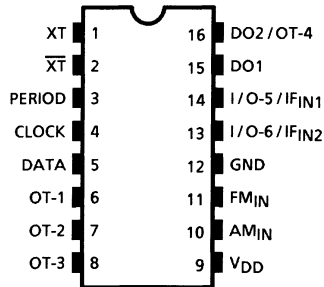 XT 1 16 DO2/OT-4
X̅T̅ 2 15 DO1
PERIOD 3 14 I/O-5/IFIN1
CLOCK 4 13 I/O-6/IFIN2
DATA 5 12 GND
OT-1 6 11 FMIN
OT-2 7 10 AMIN
OT-3 8 9 VDD